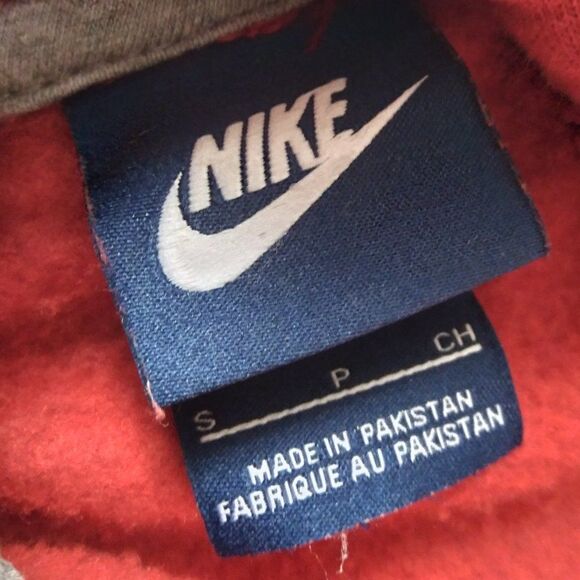 NIKE
S P CH
MADE IN PAKISTAN
FABRIQUE AU PAKISTAN